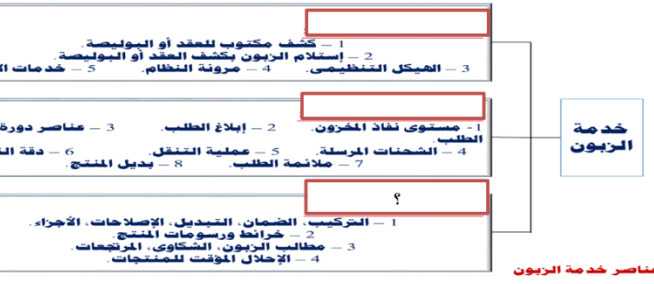 1 – كشف مكتوب للعقد أو البوليصة.
2 – إستلام الزبون بكشف العقد أو البوليصة.
3 – الهيكل التنظيمى. 4 – مرونة النظام. 5 – خدمات
1- مستوى نفاذ المخزون. 2 – إبلاغ الطلب. 3 – عناصر دورة
الطلب.
4 – الشحنات المرسلة. 5 – عملية التنقل. 6 – دقة
7 – ملائمة الطلب. 8 – بديل المنتج.
؟
1 – التركيب، الضمان، التبديل، الإصلاحات، الأجزاء.
2 – خرائط ورسومات المنتج.
3 – مطالب الزبون، الشكاوى، المرتجعات.
4 – الإحلال المؤقت للمنتجات.
خدمة
الزبون
عناصر خدمة الزبون